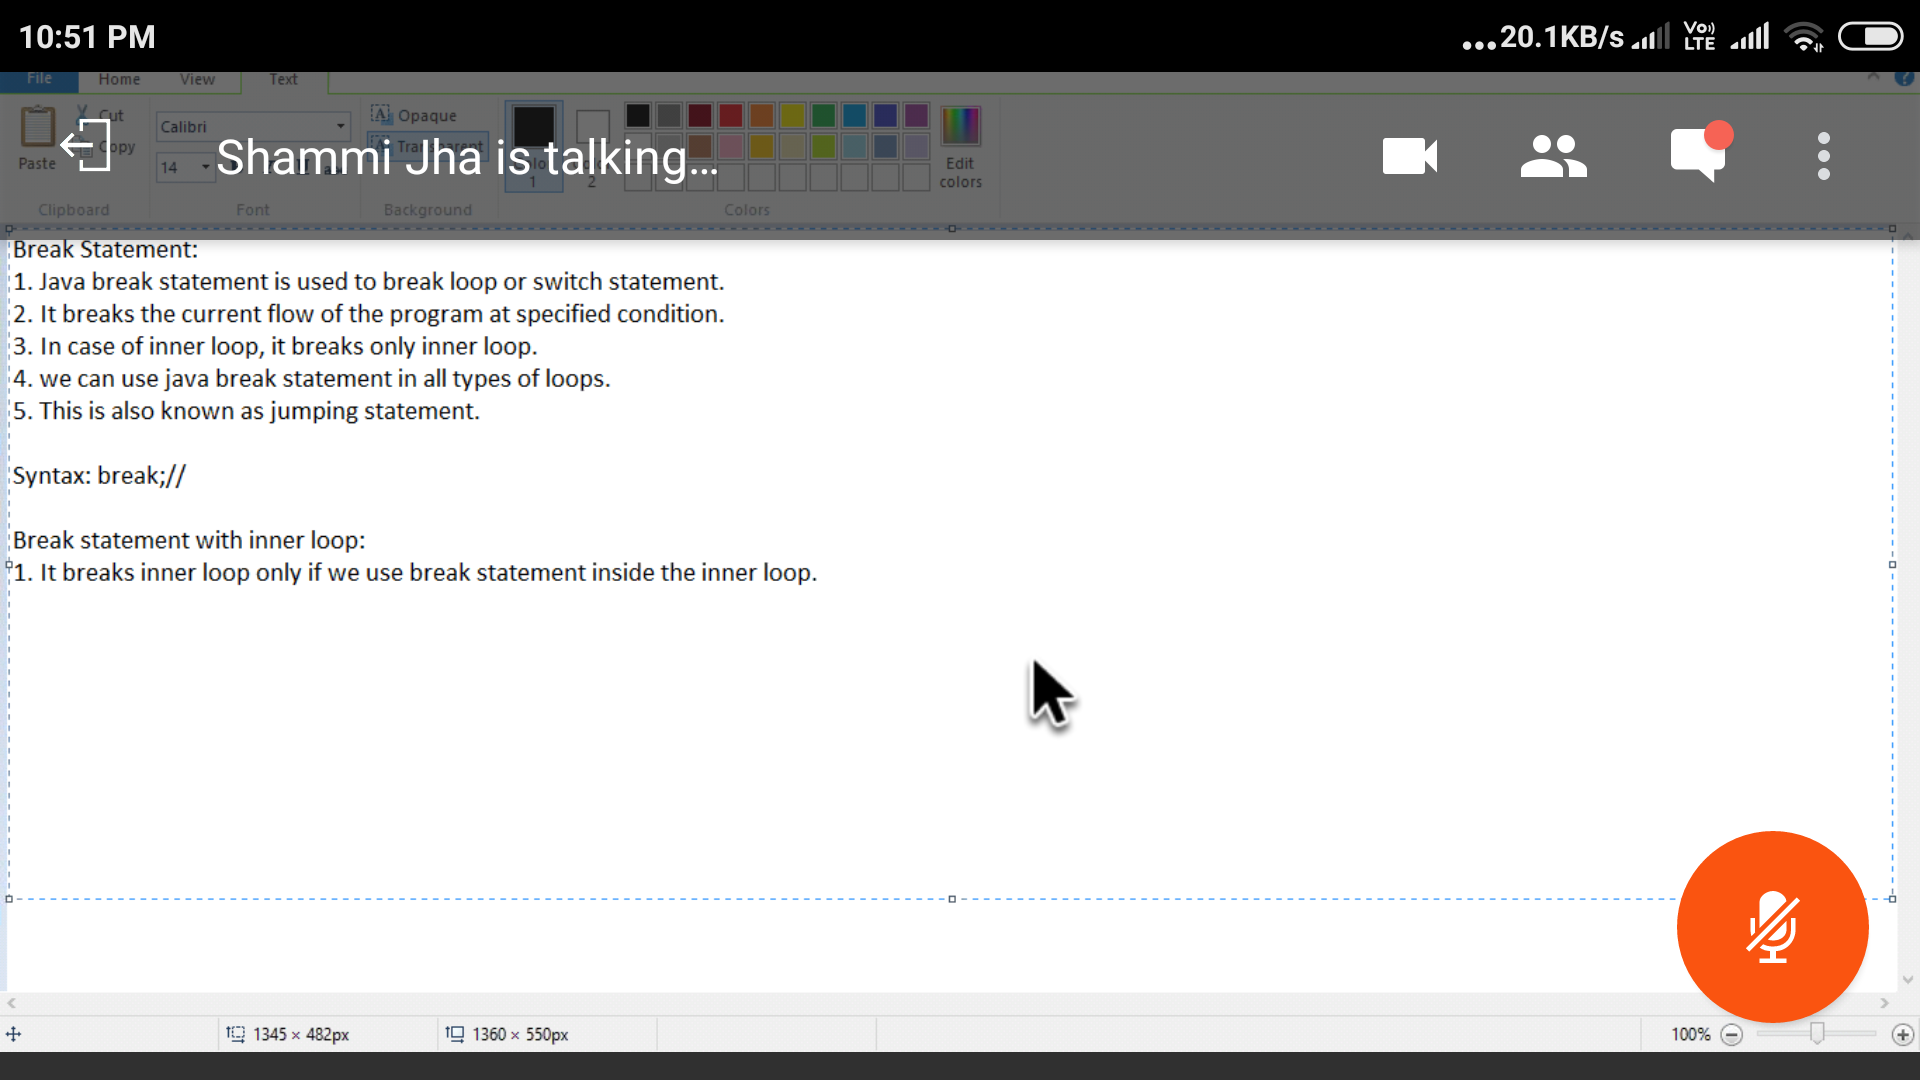 10:51 PM
...20.1KB/s
Vo)) LTE
File Home View Text
Cut
Copy
Paste
Clipboard
Calibri
14
Font
Opaque
Transparent
Background
1
2
Colors
Edit colors
Shammi Jha is talking...
Break Statement:
1. Java break statement is used to break loop or switch statement.
2. It breaks the current flow of the program at specified condition.
3. In case of inner loop, it breaks only inner loop.
4. we can use java break statement in all types of loops.
5. This is also known as jumping statement.
Syntax: break;//
Break statement with inner loop:
1. It breaks inner loop only if we use break statement inside the inner loop.
1345 × 482px
1360 × 550px
100%